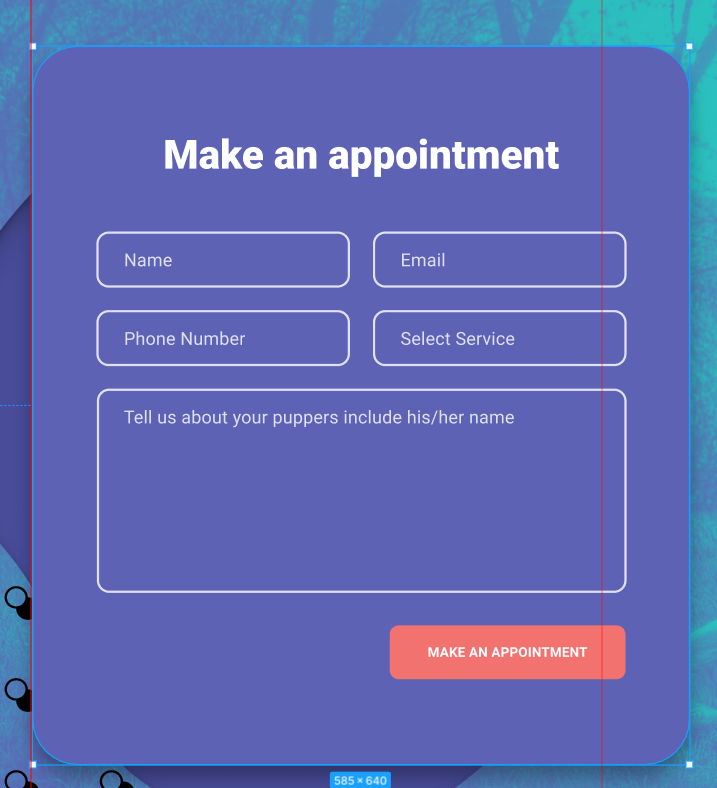 Make an appointment
Name
Email
Phone Number
Select Service
Tell us about your puppers include his/her name
MAKE AN APPOINTMENT
585 × 640